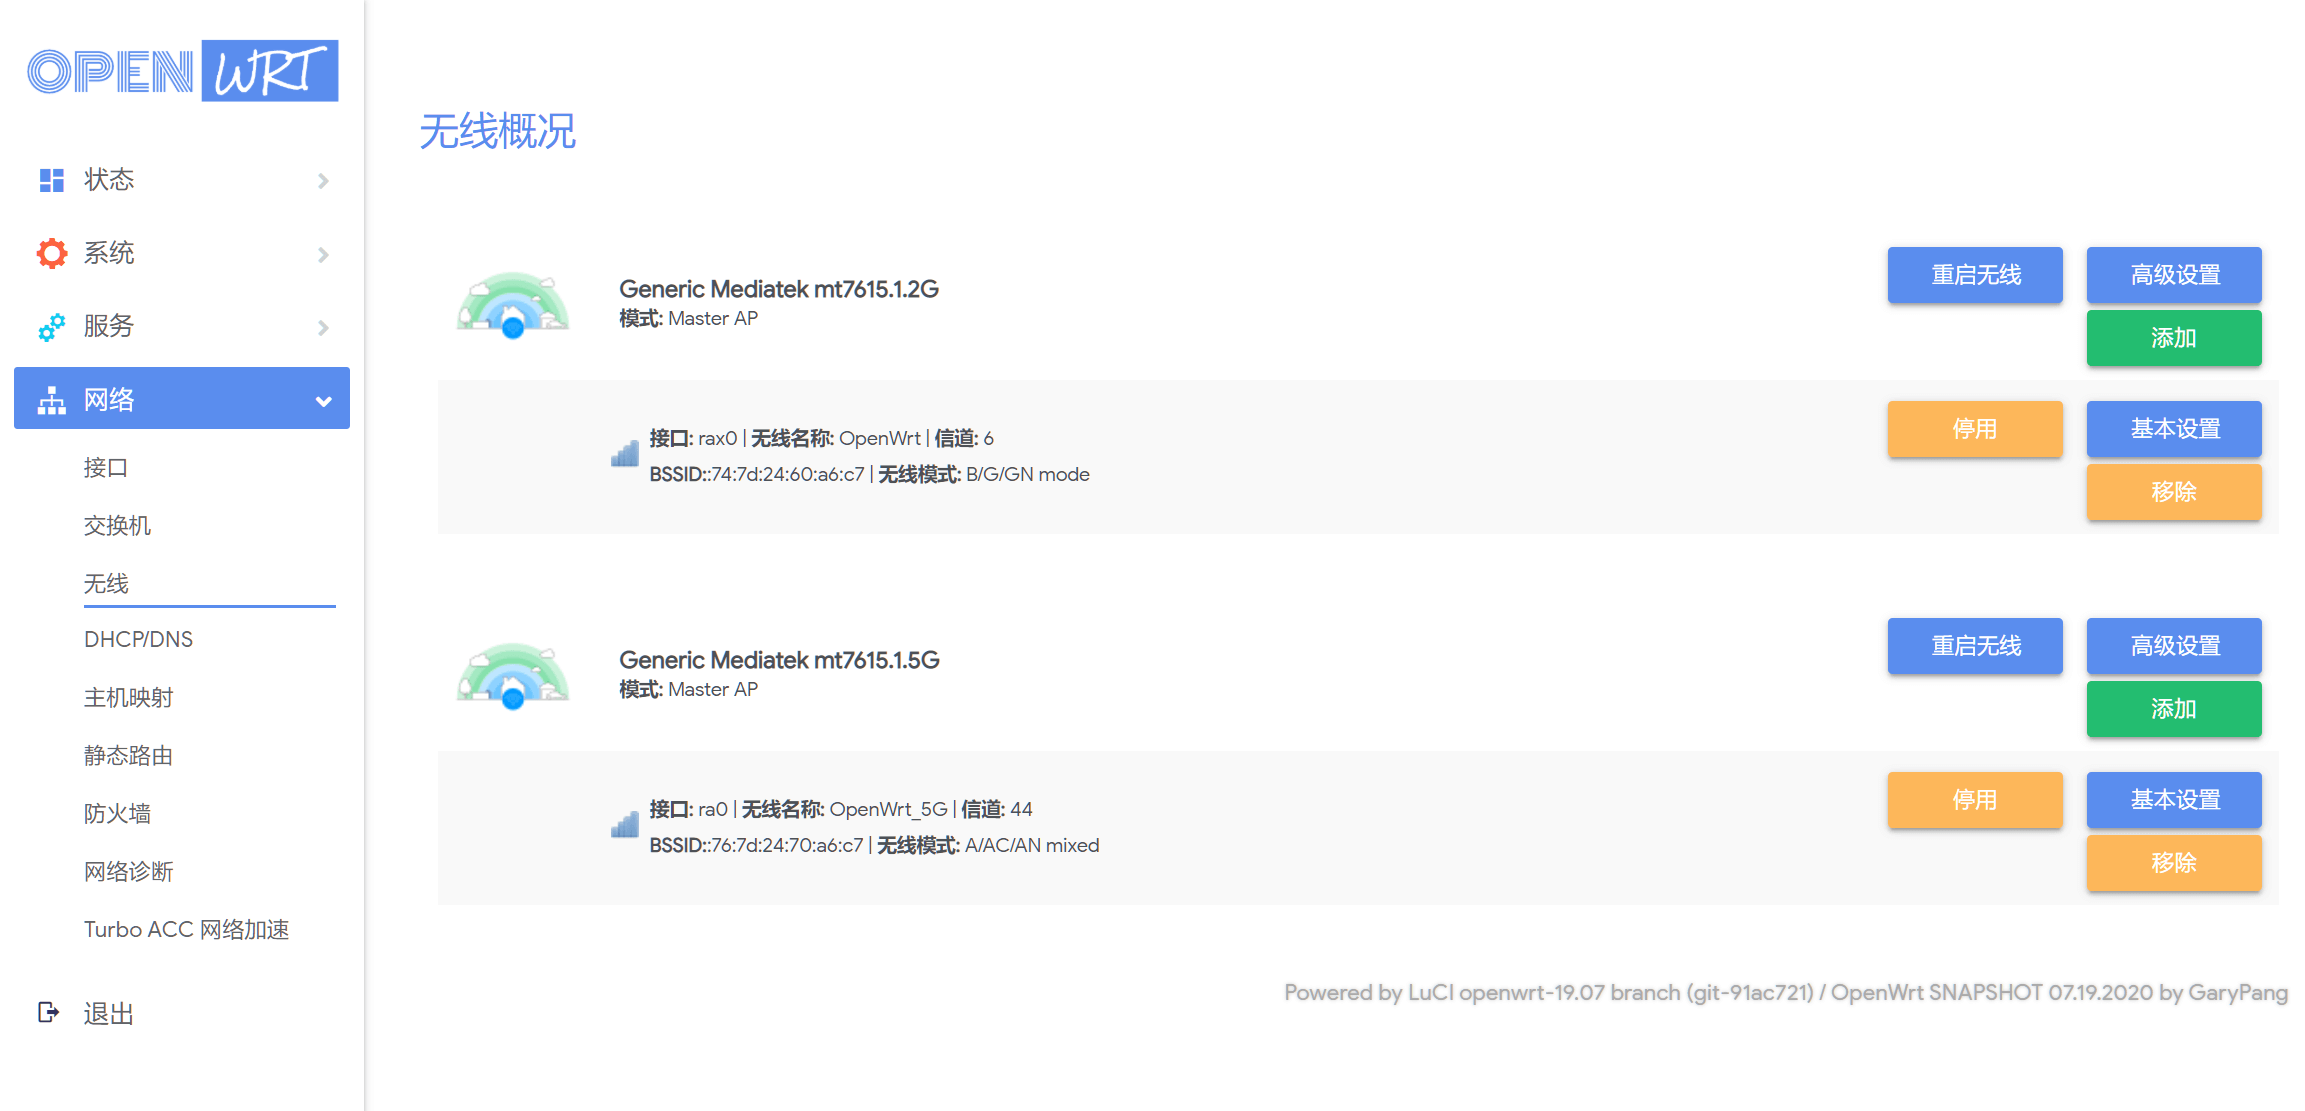 OPENWRT
状态
系统
服务
网络
接口
交换机
无线
DHCP/DNS
主机映射
静态路由
防火墙
网络诊断
Turbo ACC 网络加速
退出
无线概况
Generic Mediatek mt7615.1.2G
模式: Master AP
重启无线
高级设置
添加
接口: rax0 | 无线名称: OpenWrt | 信道: 6
BSSID::74:7d:24:60:a6:c7 | 无线模式: B/G/GN mode
停用
基本设置
移除
Generic Mediatek mt7615.1.5G
模式: Master AP
重启无线
高级设置
添加
接口: ra0 | 无线名称: OpenWrt_5G | 信道: 44
BSSID::76:7d:24:70:a6:c7 | 无线模式: A/AC/AN mixed
停用
基本设置
移除
Powered by LuCI openwrt-19.07 branch (git-91ac721) / OpenWrt SNAPSHOT 07.19.2020 by GaryPang